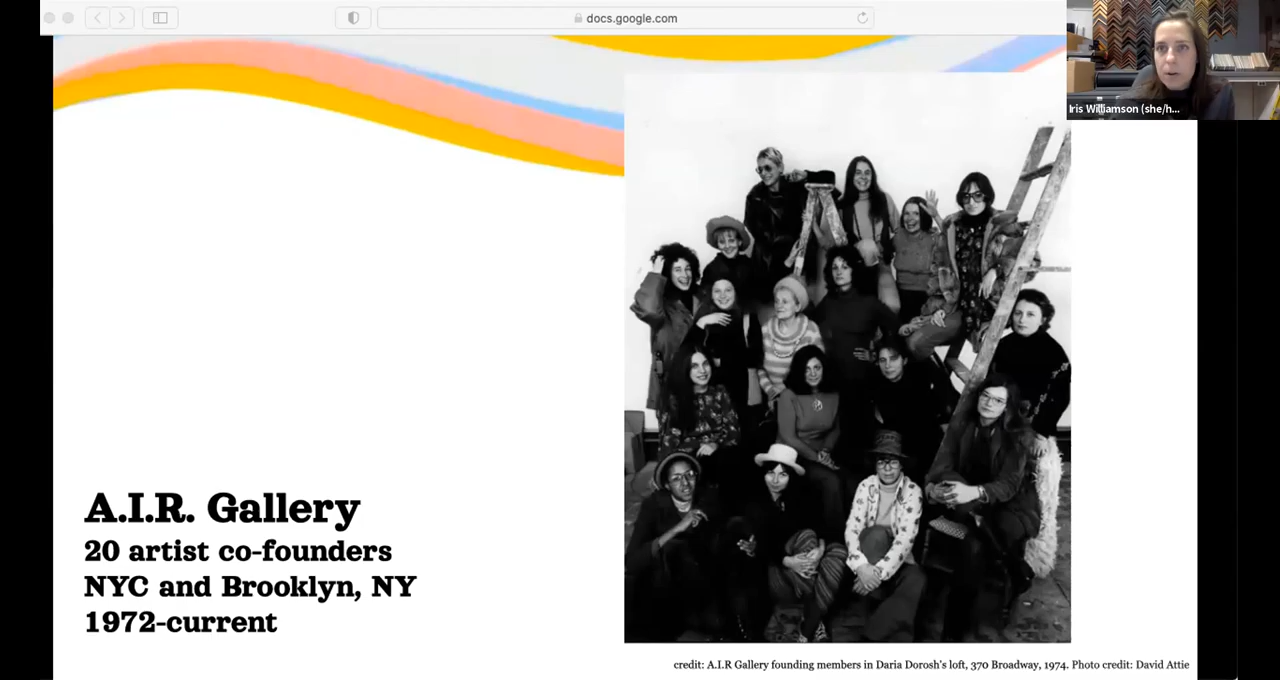 docs.google.com
Iris Williamson (she/h...
A.I.R. Gallery
20 artist co-founders
NYC and Brooklyn, NY
1972-current
credit: A.I.R Gallery founding members in Daria Dorosh's loft, 370 Broadway, 1974. Photo credit: David Attie